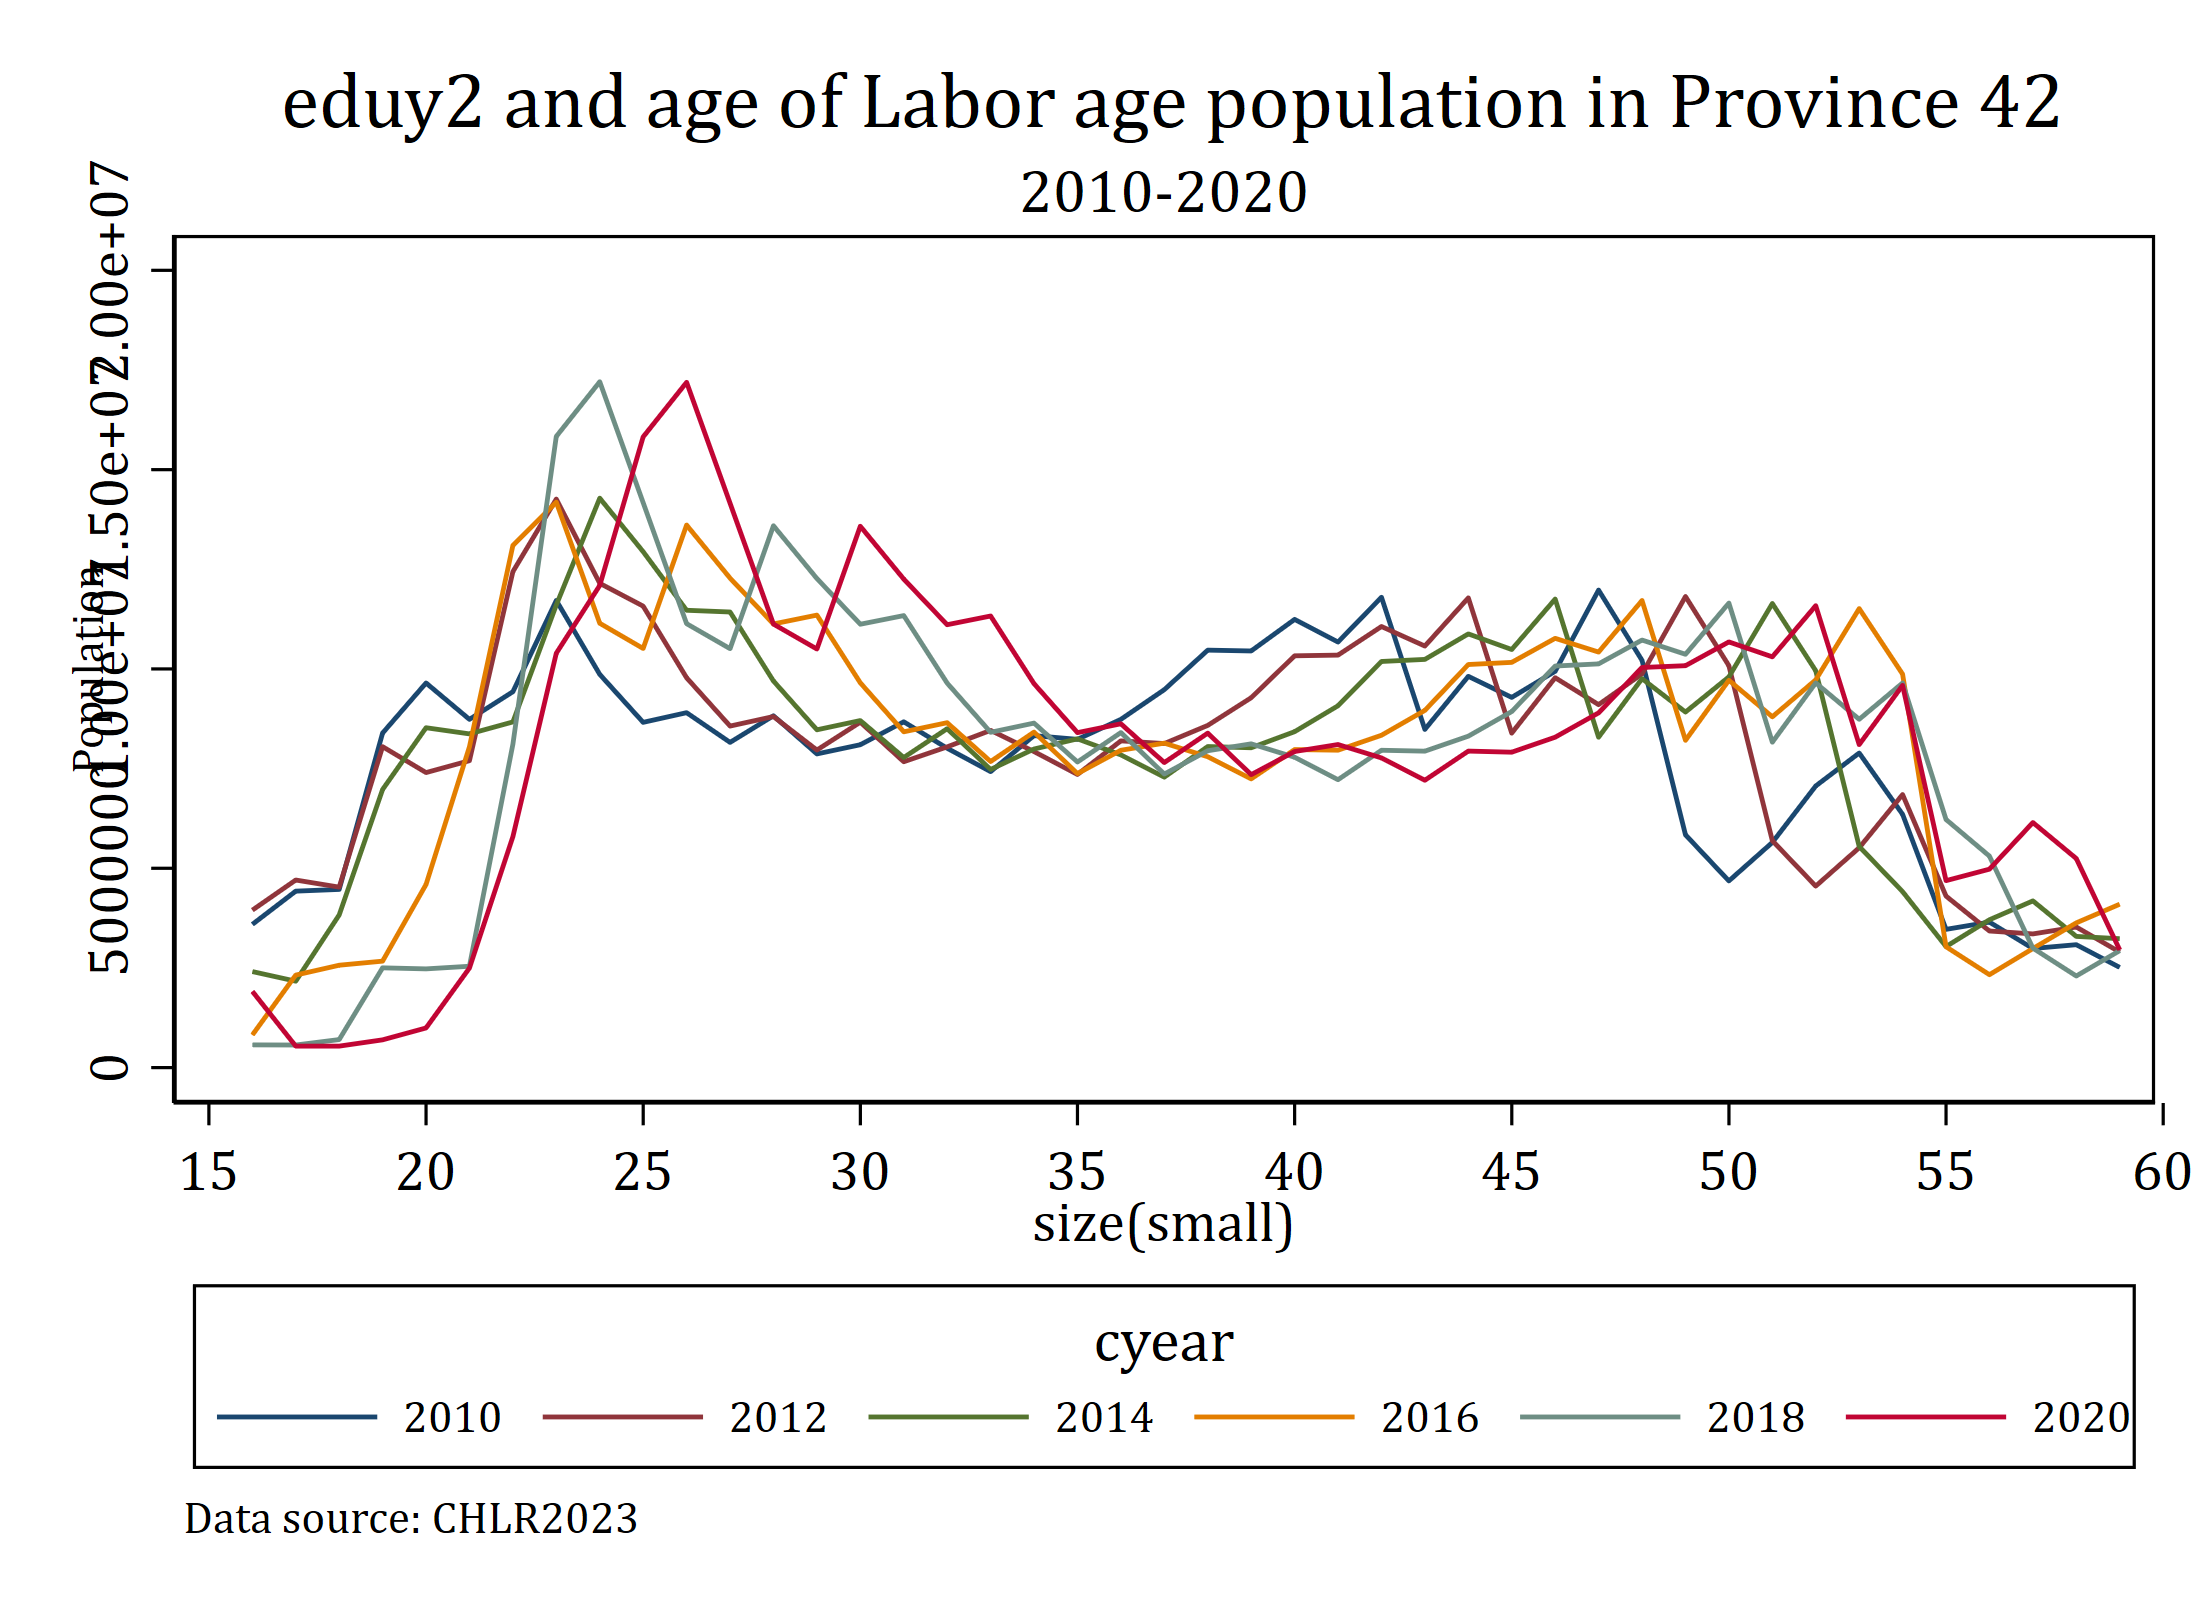 eduy2 and age of Labor age population in Province 42
2010-2020
Population
2.00e+07
1.50e+07
1.00e+07
5000000
0
15 20 25 30 35 40 45 50 55 60
size(small)
cyear
2010 2012 2014 2016 2018 2020
Data source: CHLR2023